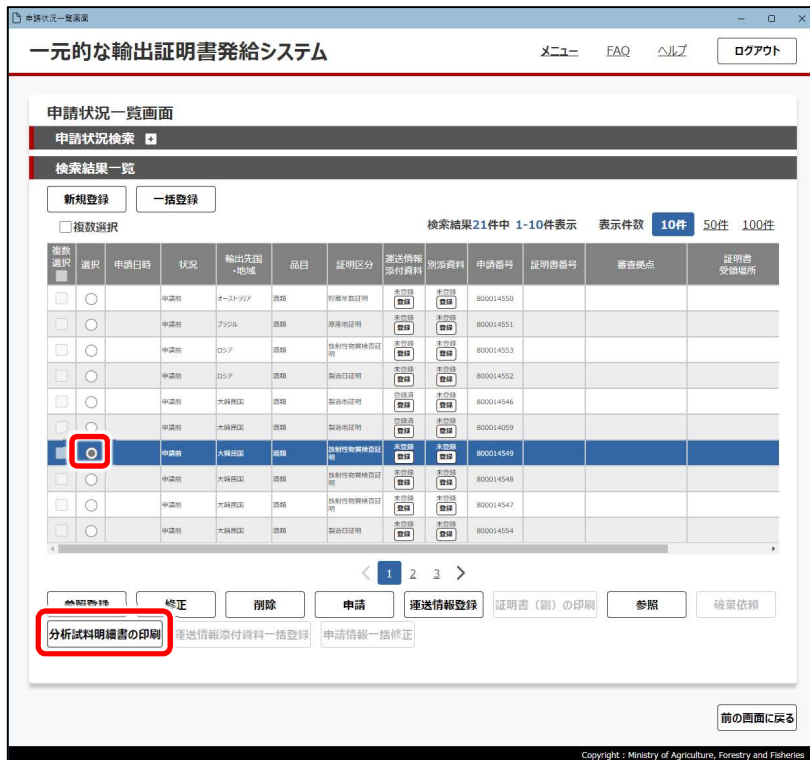 申請状況一覧画面
一元的な輸出証明書発給システム メニュー FAQ ヘルプ ログアウト
申請状況一覧画面
申請状況検索 +
検索結果一覧
新規登録 一括登録
複数選択 検索結果21件中 1-10件表示 表示件数 10件 50件 100件
複数選択 選択 申請日時 状況 輸出先国・地域 品目 証明区分 運送情報添付資料 別添資料 申請番号 証明書番号 審査拠点 証明書受領場所
申請前 オーストラリア 酒類 貯蔵年数証明 未登録 登録 未登録 登録 800014550
申請前 ブラジル 酒類 原産地証明 未登録 登録 未登録 登録 800014551
申請前 ロシア 酒類 放射性物質検査証明 未登録 登録 未登録 登録 800014553
申請前 ロシア 酒類 製造日証明 未登録 登録 未登録 登録 800014552
申請前 大韓民国 酒類 製造地証明 登録済 登録 未登録 登録 800014546
申請前 大韓民国 酒類 製造地証明 登録済 登録 未登録 登録 800014059
申請前 大韓民国 酒類 放射性物質検査証明 未登録 登録 未登録 登録 800014549
申請前 大韓民国 酒類 放射性物質検査証明 未登録 登録 未登録 登録 800014548
申請前 大韓民国 酒類 放射性物質検査証明 未登録 登録 未登録 登録 800014547
申請前 大韓民国 酒類 製造日証明 未登録 登録 未登録 登録 800014554
1 2 3
参照登録 修正 削除 申請 運送情報登録 証明書（副）の印刷 参照 破棄依頼
分析試料明細書の印刷 運送情報添付資料一括登録 申請情報一括修正
前の画面に戻る
Copyright : Ministry of Agriculture, Forestry and Fisheries